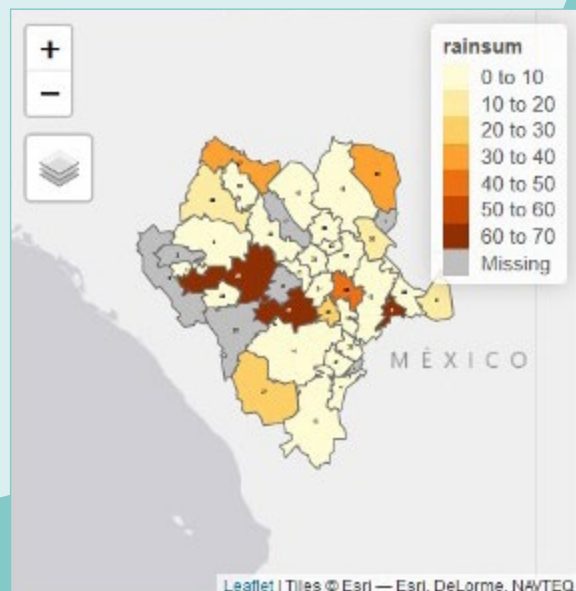 +
−
rainsum
0 to 10
10 to 20
20 to 30
30 to 40
40 to 50
50 to 60
60 to 70
Missing
MÉXICO
Leaflet | Tiles © Esri — Esri, DeLorme, NAVTEQ